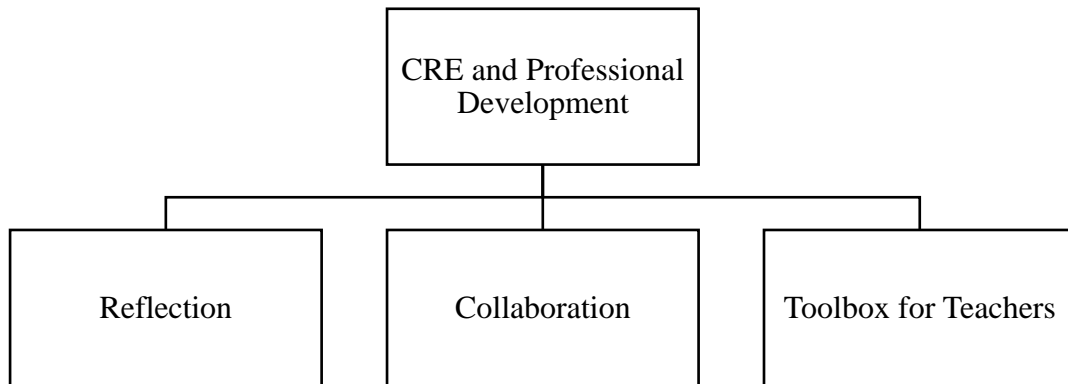 CRE and Professional
Development
Reflection
Collaboration
Toolbox for Teachers